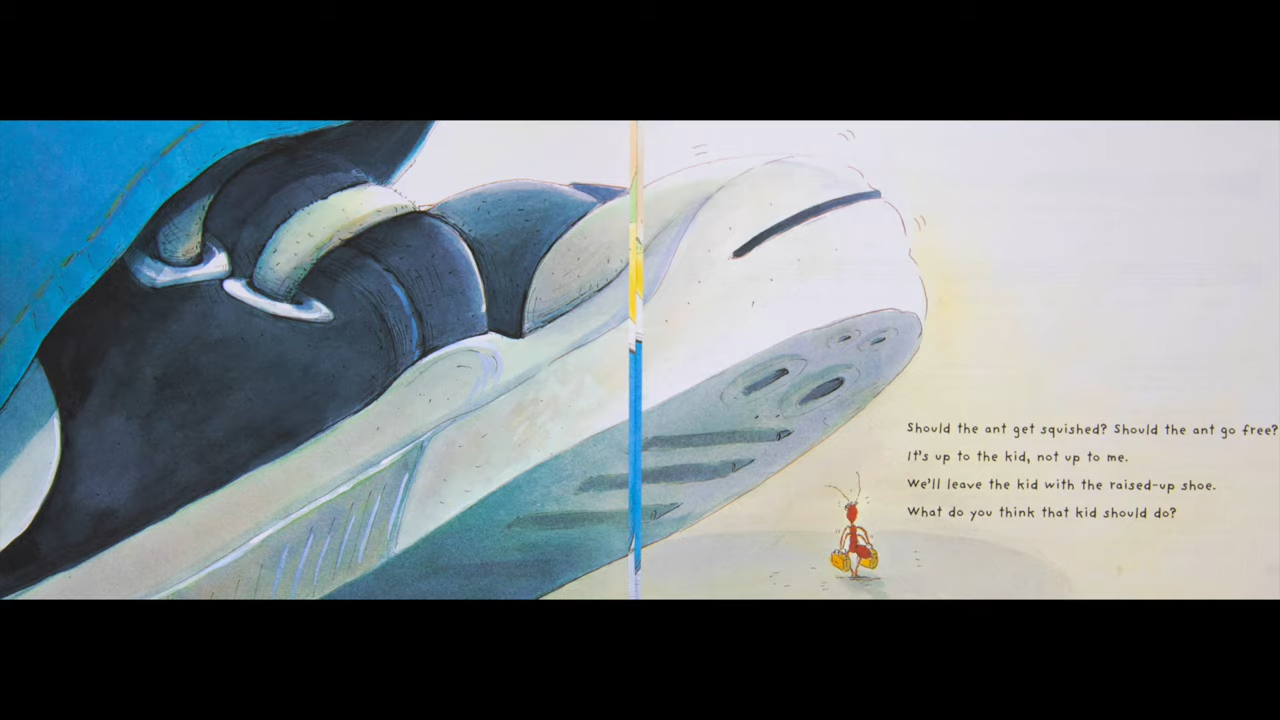 Should the ant get squished? Should the ant go free?
It's up to the kid, not up to me.
We'll leave the kid with the raised-up shoe.
What do you think that kid should do?